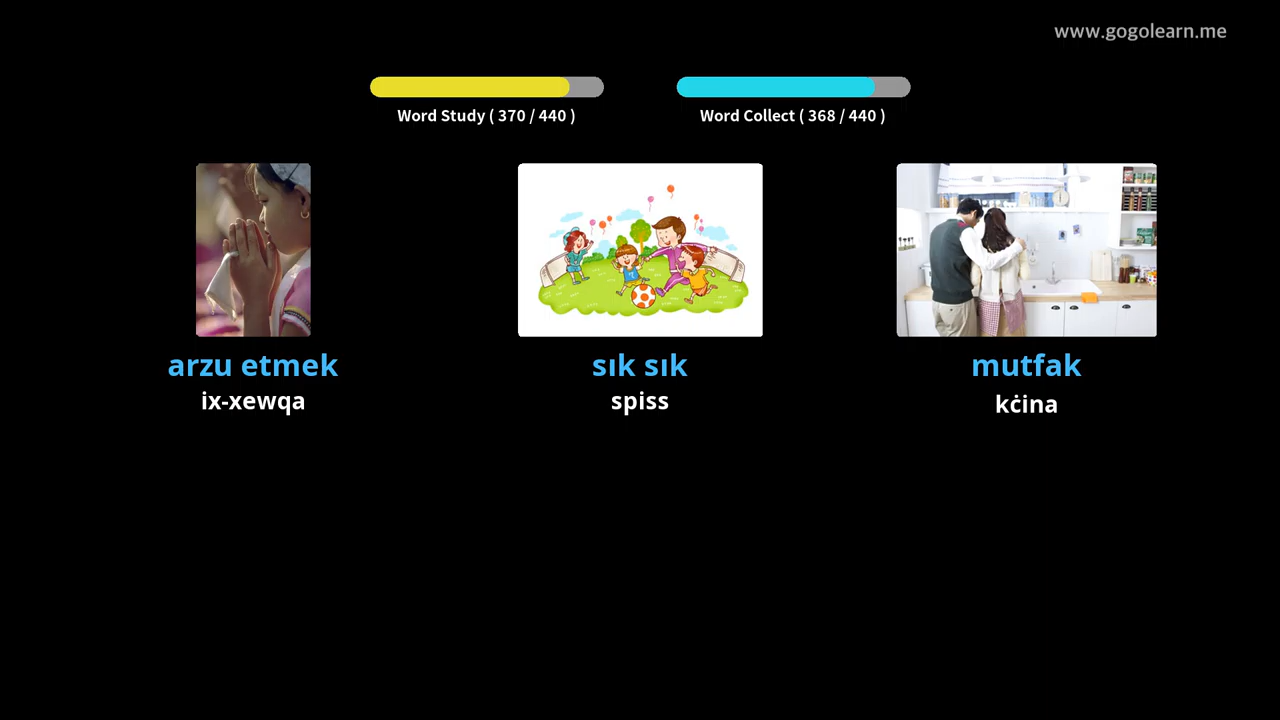 www.gogolearn.me
Word Study ( 370 / 440 )
Word Collect ( 368 / 440 )
arzu etmek
ix-xewqa
sık sık
spiss
mutfak
kċina